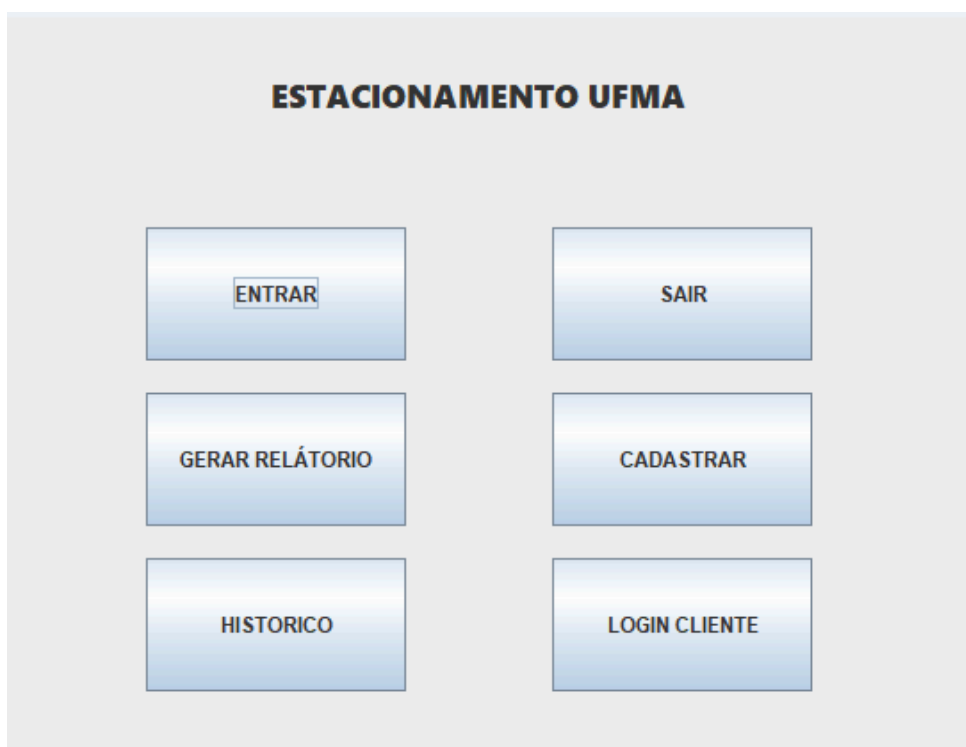 ESTACIONAMENTO UFMA
ENTRAR
SAIR
GERAR RELÁTORIO
CADASTRAR
HISTORICO
LOGIN CLIENTE